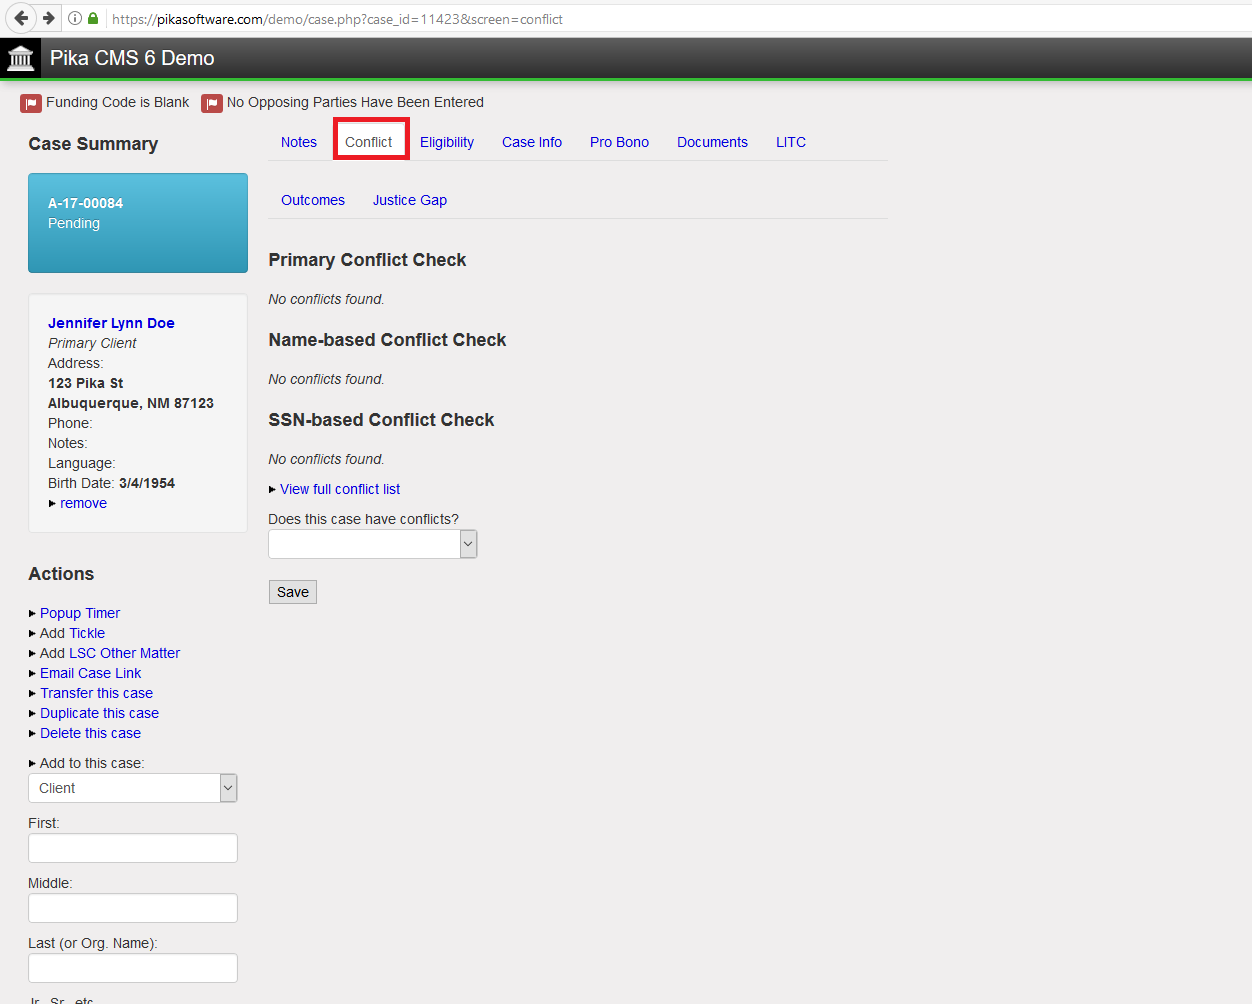 https://pikasoftware.com/demo/case.php?case_id=11423&screen=conflict
Pika CMS 6 Demo
Funding Code is Blank No Opposing Parties Have Been Entered
Case Summary
A-17-00084
Pending
Jennifer Lynn Doe
Primary Client
Address:
123 Pika St
Albuquerque, NM 87123
Phone:
Notes:
Language:
Birth Date: 3/4/1954
remove
Actions
Popup Timer
Add Tickle
Add LSC Other Matter
Email Case Link
Transfer this case
Duplicate this case
Delete this case
Add to this case:
Client
First:
Middle:
Last (or Org. Name):
Jr., Sr., etc.
Notes Conflict Eligibility Case Info Pro Bono Documents LITC
Outcomes Justice Gap
Primary Conflict Check
No conflicts found.
Name-based Conflict Check
No conflicts found.
SSN-based Conflict Check
No conflicts found.
View full conflict list
Does this case have conflicts?
Save